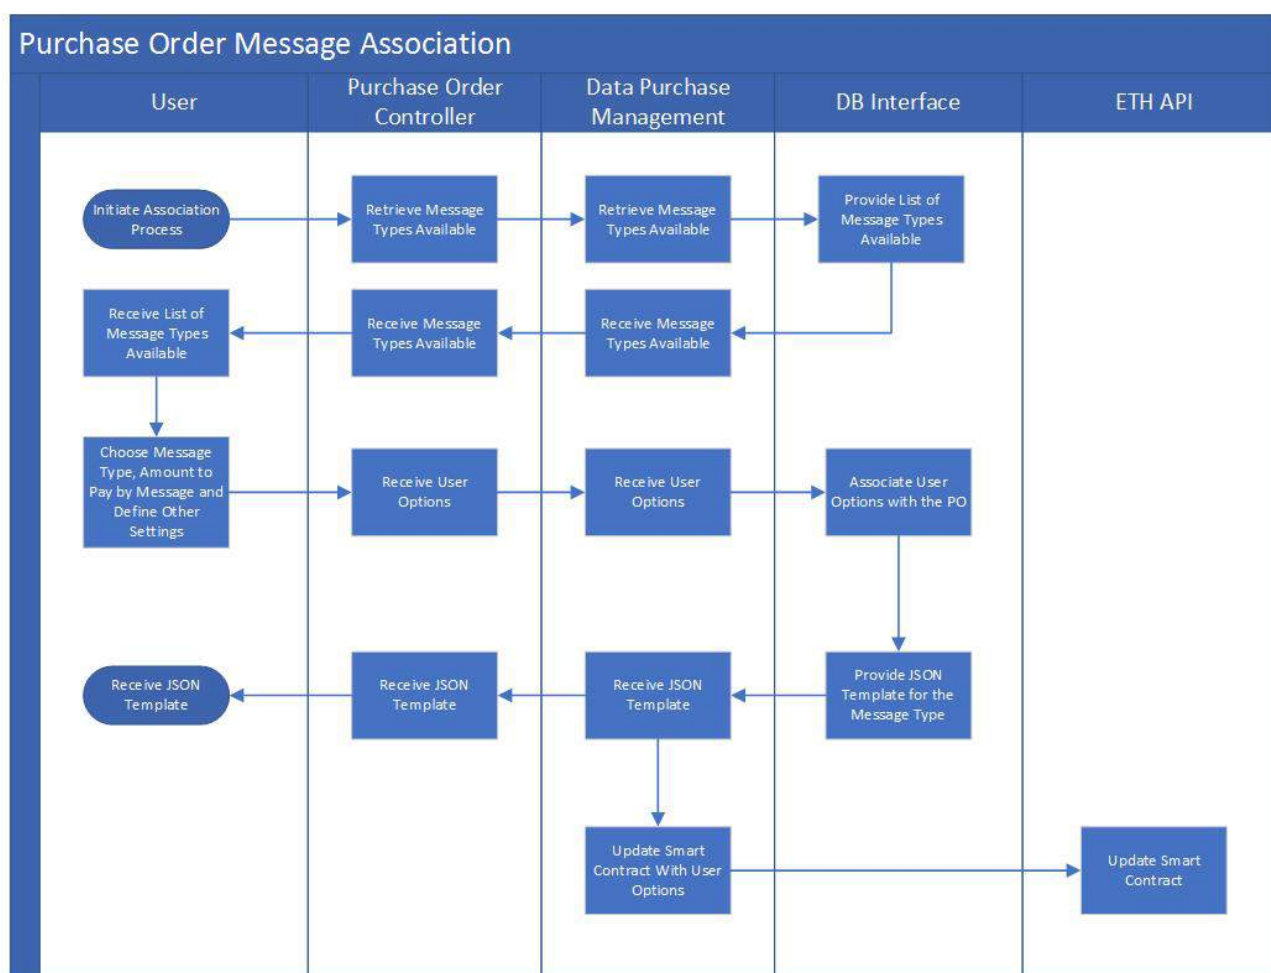 Purchase Order Message Association
User
Purchase Order
Controller
Data Purchase
Management
DB Interface
ETH API
Initiate Association
Process
Retrieve Message
Types Available
Retrieve Message
Types Available
Provide List of
Message Types
Available
Receive List of
Message Types
Available
Receive Message
Types Available
Receive Message
Types Available
Choose Message
Type, Amount to
Pay by Message and
Define Other
Settings
Receive User
Options
Receive User
Options
Associate User
Options with the PO
Receive JSON
Template
Receive JSON
Template
Receive JSON
Template
Provide JSON
Template for the
Message Type
Update Smart
Contract With User
Options
Update Smart
Contract